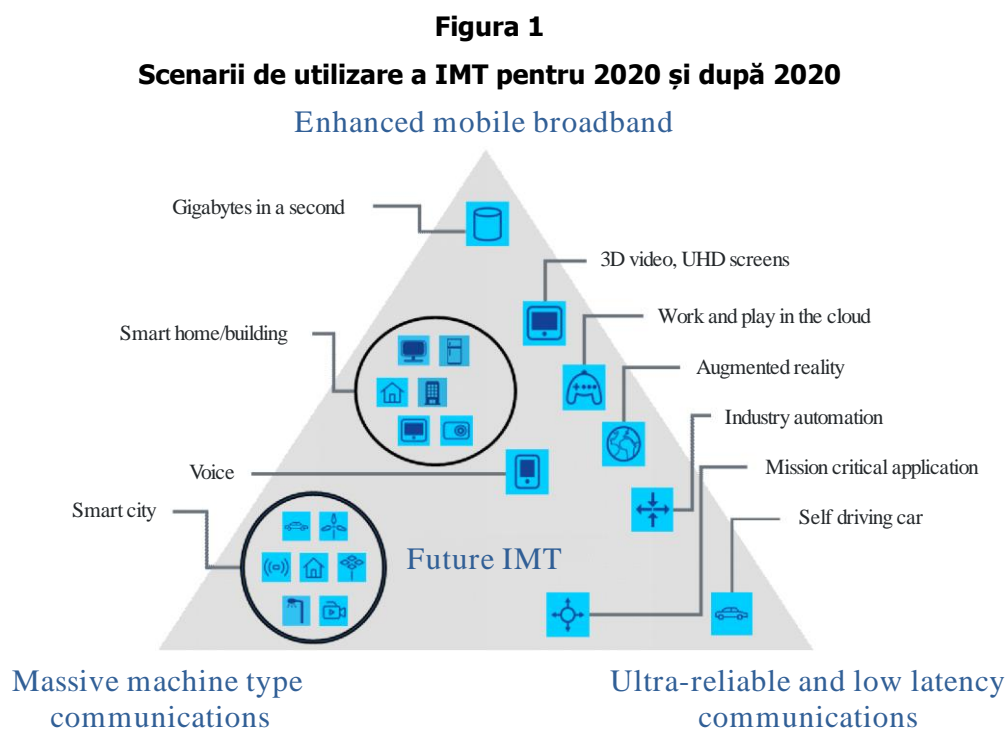 Figura 1
Scenarii de utilizare a IMT pentru 2020 și după 2020
Enhanced mobile broadband
Gigabytes in a second
3D video, UHD screens
Work and play in the cloud
Smart home/building
Augmented reality
Industry automation
Voice
Mission critical application
Smart city
Self driving car
Future IMT
Massive machine type
communications
Ultra-reliable and low latency
communications